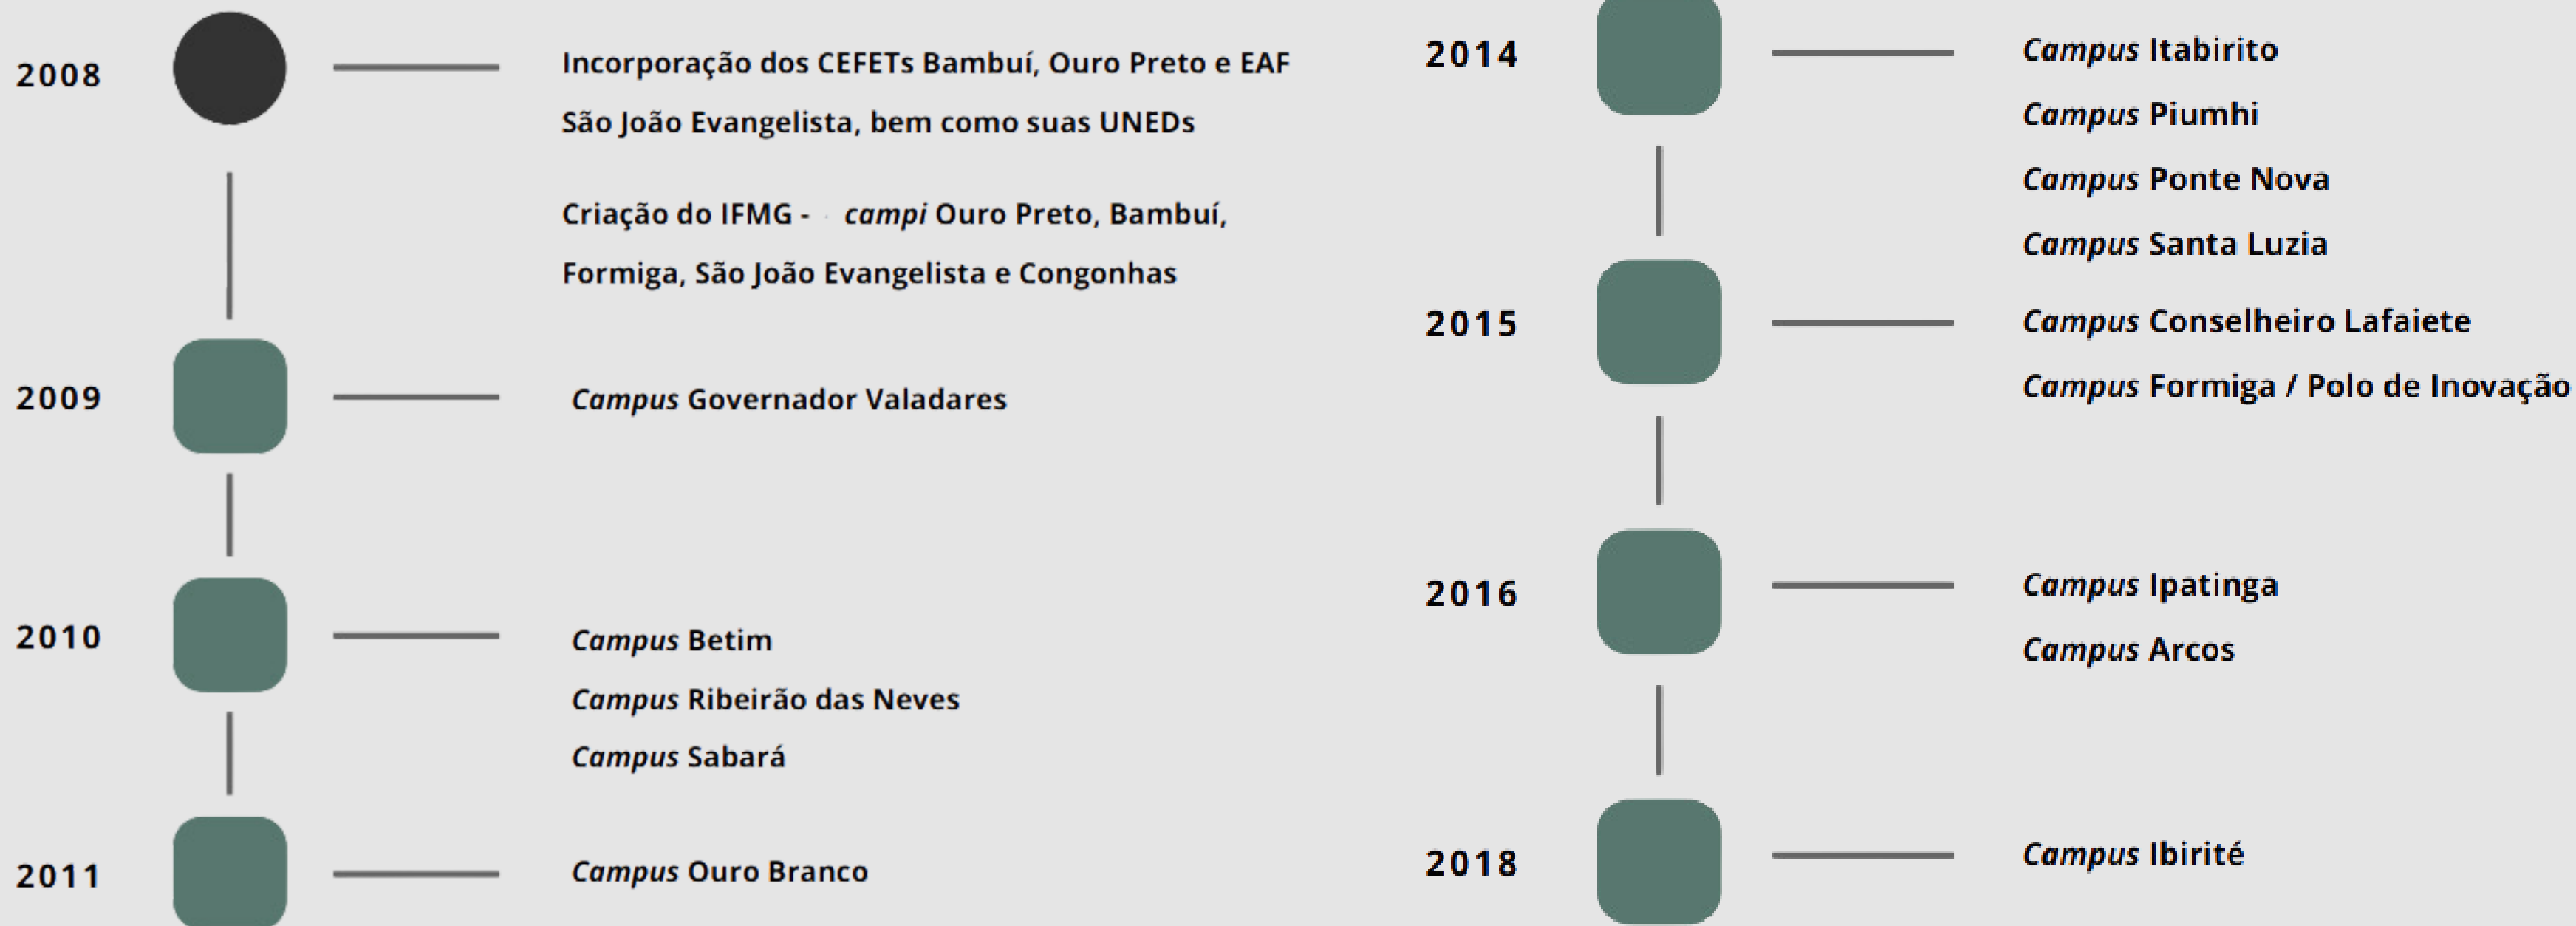 2008
Incorporação dos CEFETs Bambuí, Ouro Preto e EAF
São João Evangelista, bem como suas UNEDs
Criação do IFMG - campi Ouro Preto, Bambuí,
Formiga, São João Evangelista e Congonhas
2009
Campus Governador Valadares
2010
Campus Betim
Campus Ribeirão das Neves
Campus Sabará
2011
Campus Ouro Branco
2014
Campus Itabirito
Campus Piumhi
Campus Ponte Nova
Campus Santa Luzia
2015
Campus Conselheiro Lafaiete
Campus Formiga / Polo de Inovação
2016
Campus Ipatinga
Campus Arcos
2018
Campus Ibirité